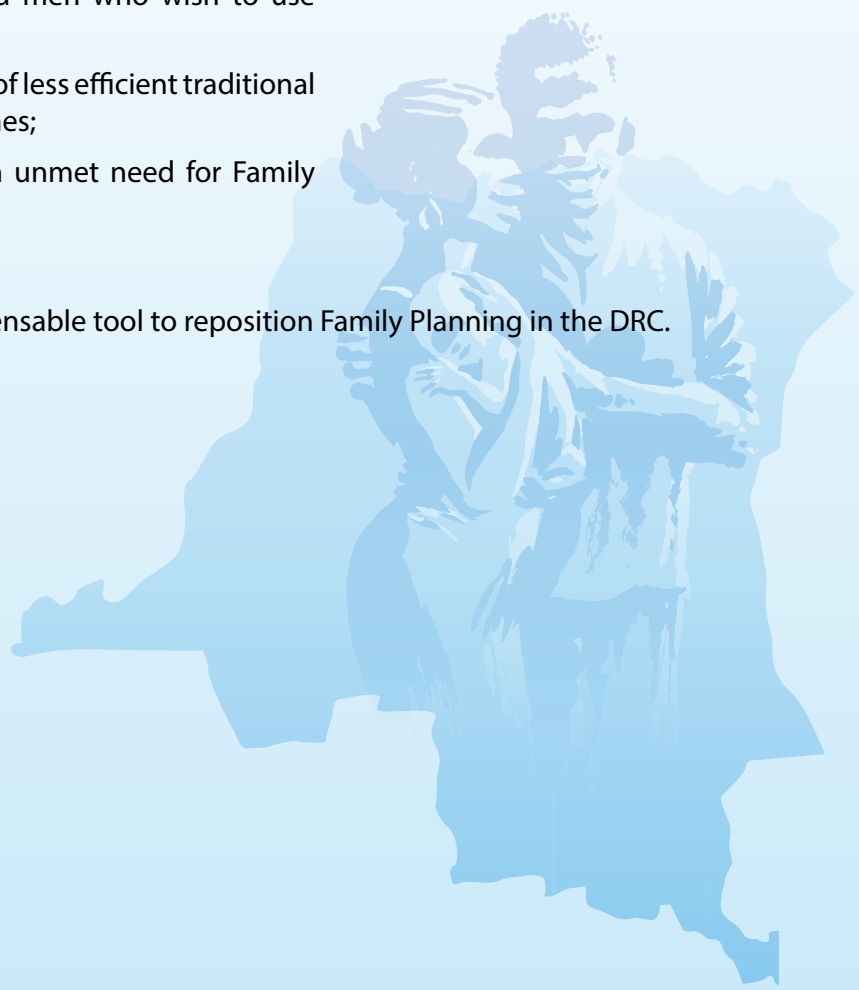 men who wish to use
of less efficient traditional
es;
unmet need for Family
ensable tool to reposition Family Planning in the DRC.